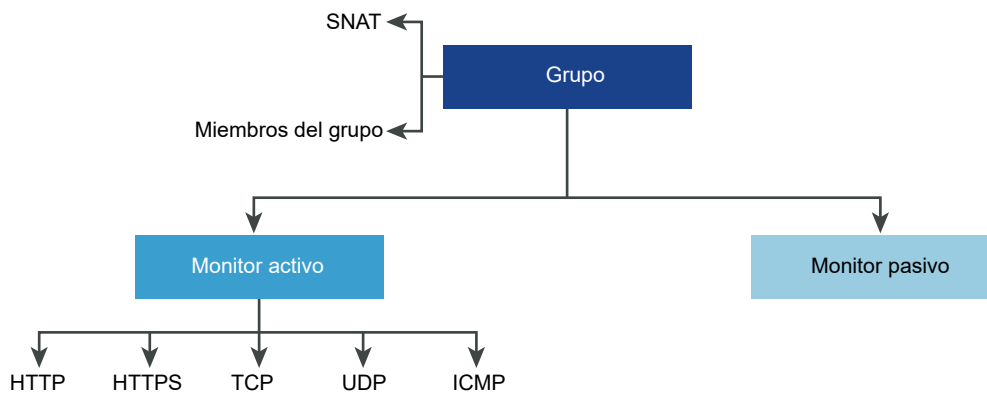 SNAT
Grupo
Miembros del grupo
Monitor activo
Monitor pasivo
HTTP
HTTPS
TCP
UDP
ICMP